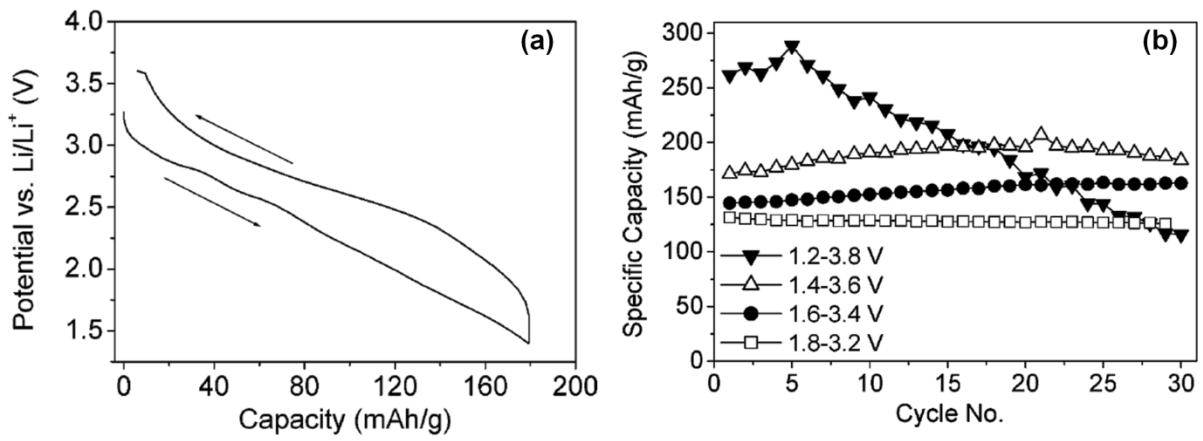 (a)
Potential vs. Li/Li⁺ (V)
4.0
3.5
3.0
2.5
2.0
1.5
0 40 80 120 160 200
Capacity (mAh/g)
(b)
Specific Capacity (mAh/g)
300
250
200
150
100
50
0
1.2-3.8 V
1.4-3.6 V
1.6-3.4 V
1.8-3.2 V
0 5 10 15 20 25 30
Cycle No.